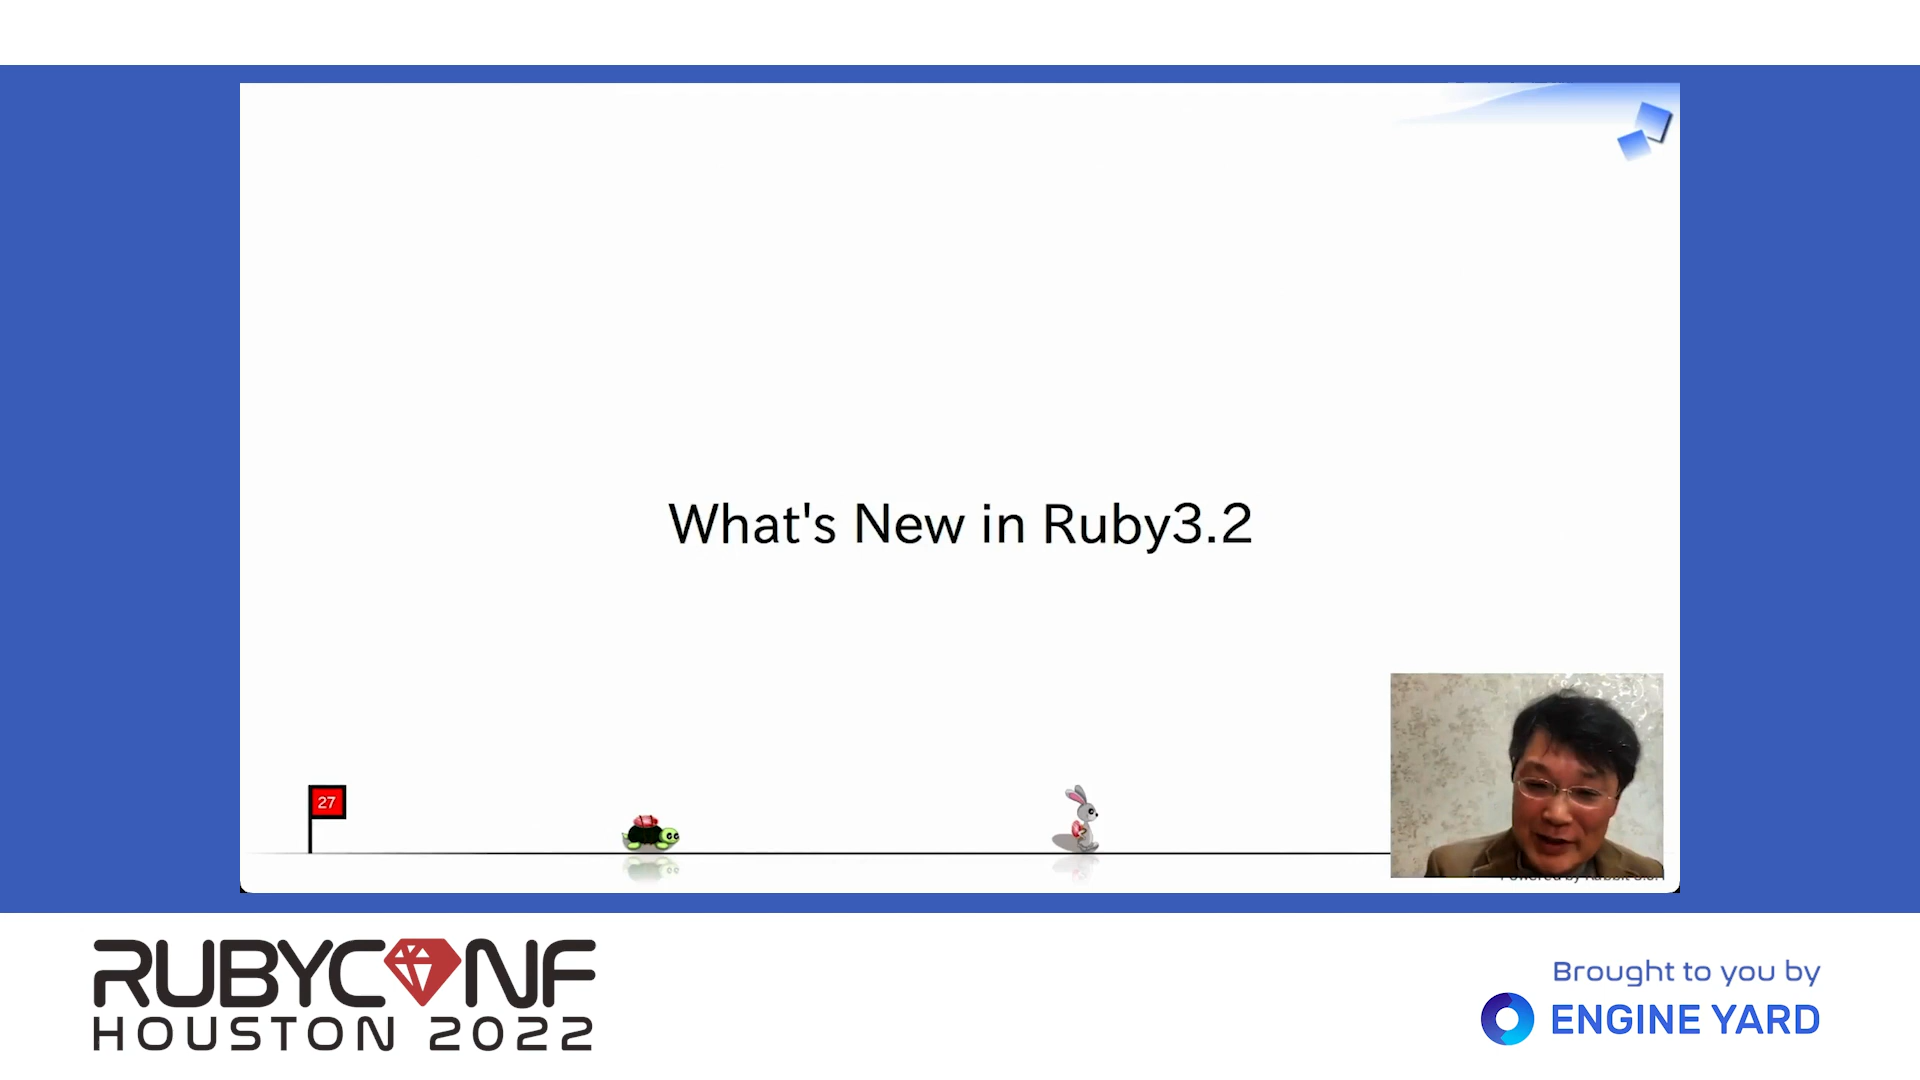 What's New in Ruby3.2
27
RUBYCONF
HOUSTON 2022
Brought to you by
ENGINE YARD